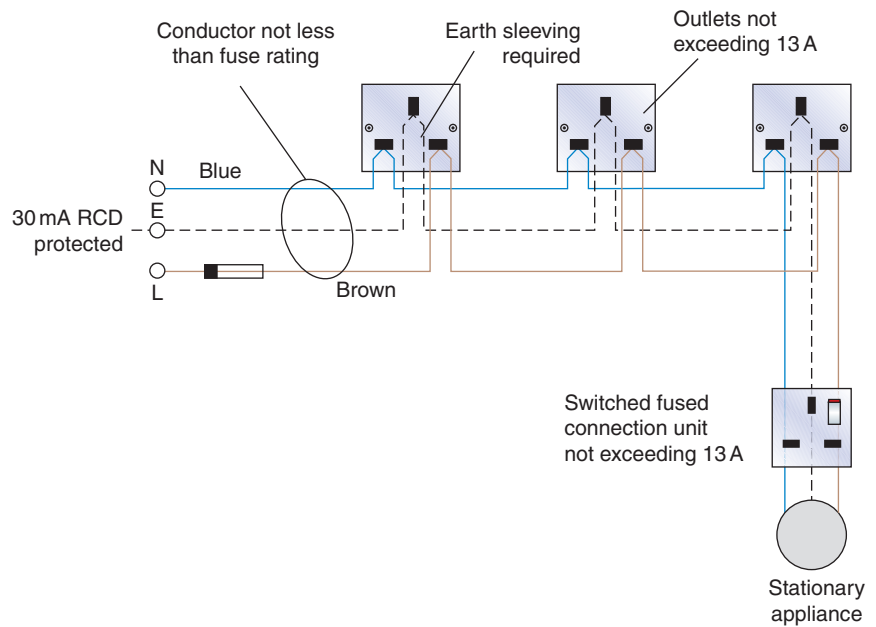 Conductor not less
than fuse rating
Earth sleeving
required
Outlets not
exceeding 13 A
N
Blue
E
30 mA RCD
protected
L
Brown
Switched fused
connection unit
not exceeding 13 A
Stationary
appliance